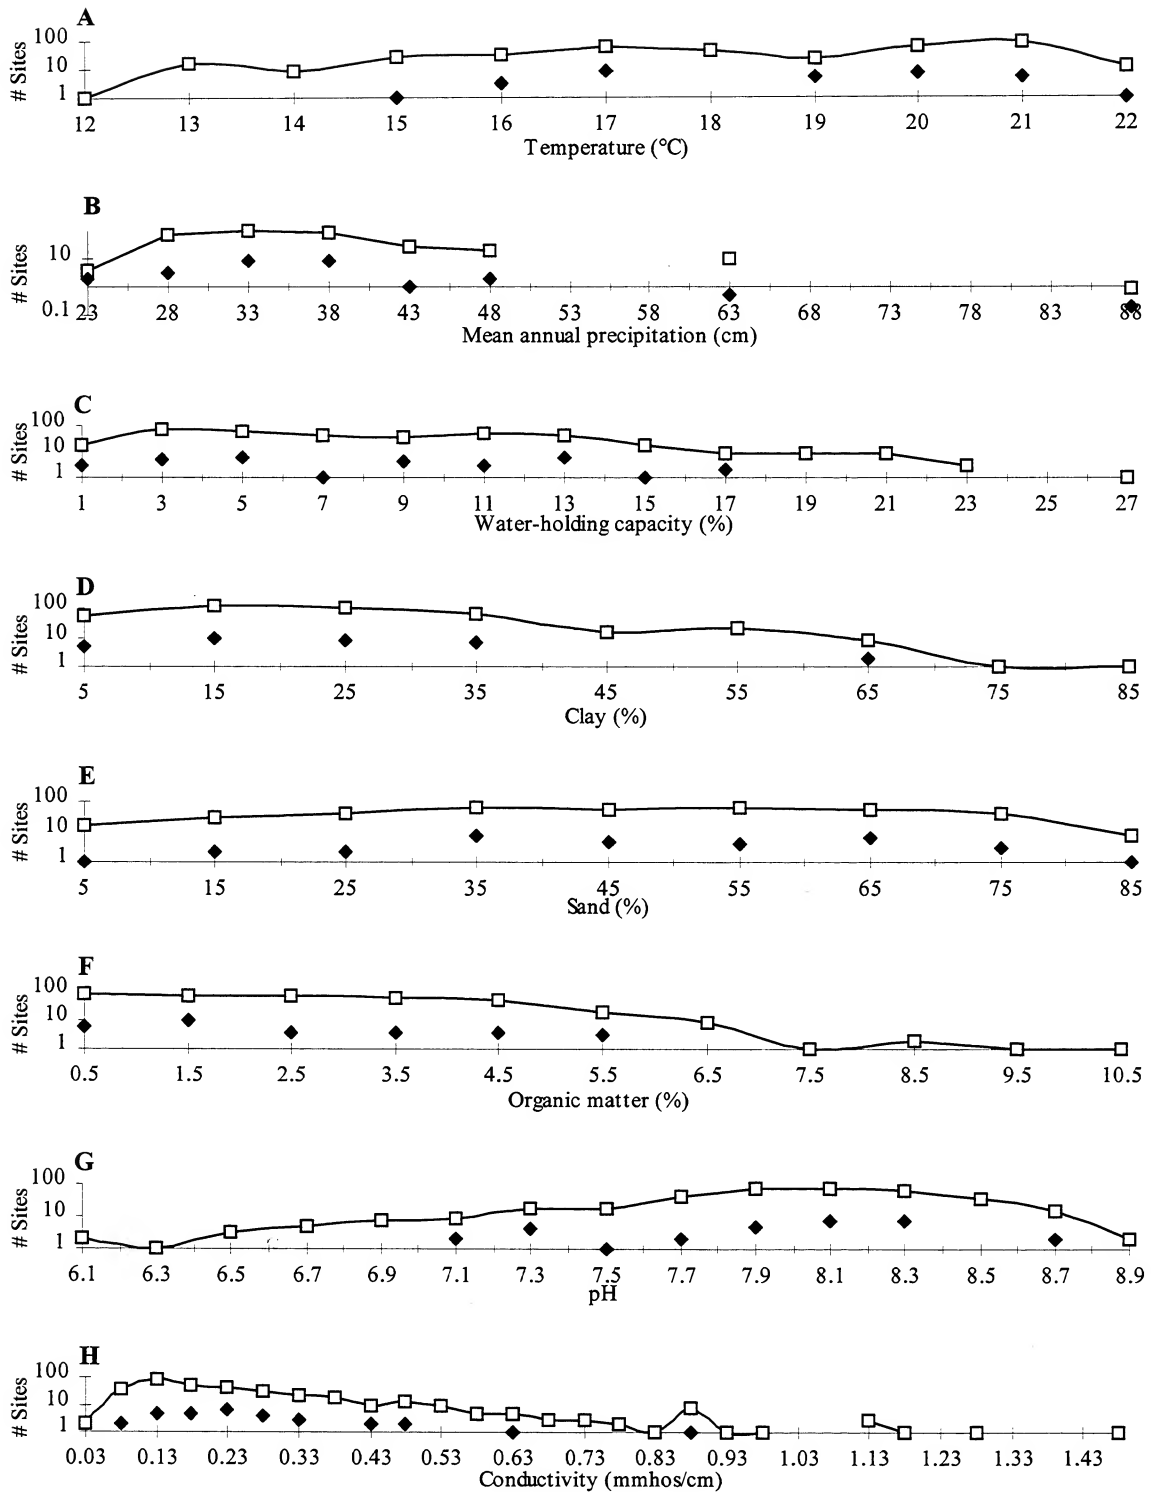 A
# Sites
100
10
1
12 13 14 15 16 17 18 19 20 21 22
Temperature (°C)
B
# Sites
10
0.1
23 28 33 38 43 48 53 58 63 68 73 78 83 88
Mean annual precipitation (cm)
C
# Sites
100
10
1
1 3 5 7 9 11 13 15 17 19 21 23 25 27
Water-holding capacity (%)
D
# Sites
100
10
1
5 15 25 35 45 55 65 75 85
Clay (%)
E
# Sites
100
10
1
5 15 25 35 45 55 65 75 85
Sand (%)
F
# Sites
100
10
1
0.5 1.5 2.5 3.5 4.5 5.5 6.5 7.5 8.5 9.5 10.5
Organic matter (%)
G
# Sites
100
10
1
6.1 6.3 6.5 6.7 6.9 7.1 7.3 7.5 7.7 7.9 8.1 8.3 8.5 8.7 8.9
pH
H
# Sites
100
10
1
0.03 0.13 0.23 0.33 0.43 0.53 0.63 0.73 0.83 0.93 1.03 1.13 1.23 1.33 1.43
Conductivity (mmhos/cm)